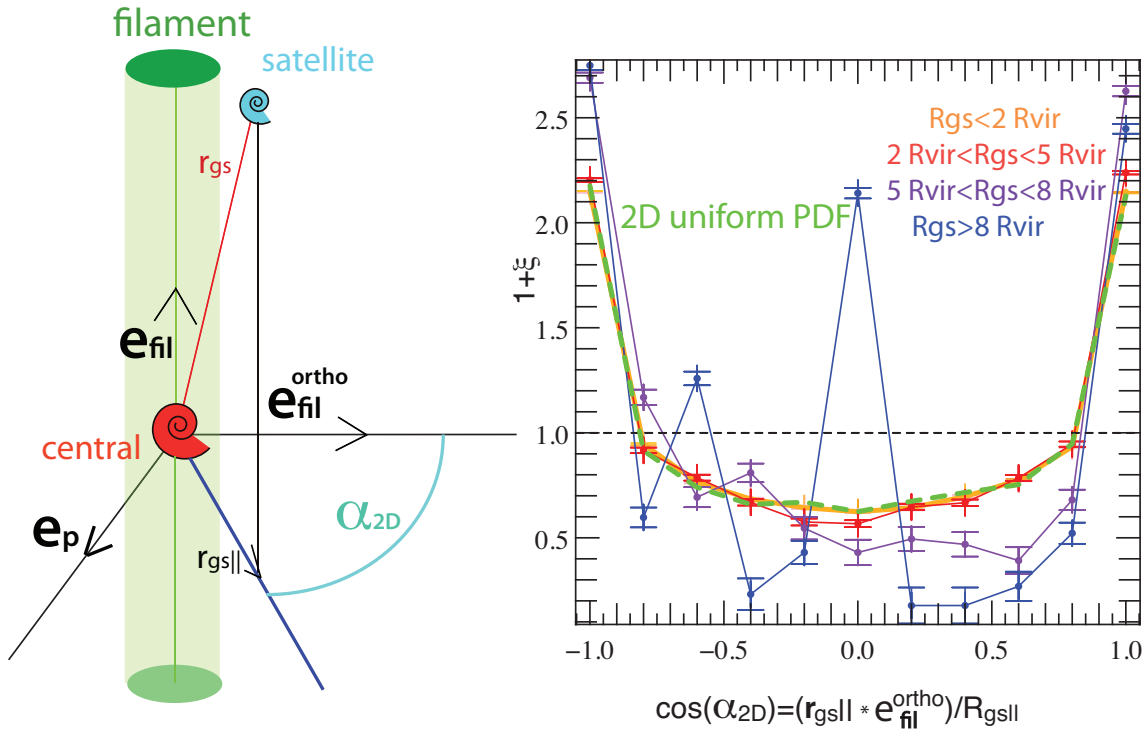 filament
satellite
rgs
efil
e ortho fil
central
ep
rgs||
α2D
1+ξ
2.5
2.0
1.5
1.0
0.5
Rgs<2 Rvir
2 Rvir<Rgs<5 Rvir
5 Rvir<Rgs<8 Rvir
Rgs>8 Rvir
2D uniform PDF
−1.0 −0.5 0.0 0.5 1.0
cos(α2D)=(rgs|| * e ortho fil)/Rgs||